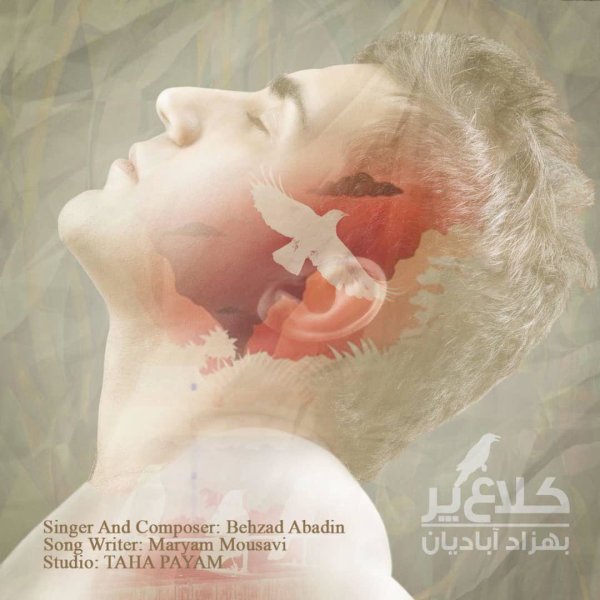 کلاغ پر
بهزاد آبادیان
Singer And Composer: Behzad Abadin
Song Writer: Maryam Mousavi
Studio: TAHA PAYAM